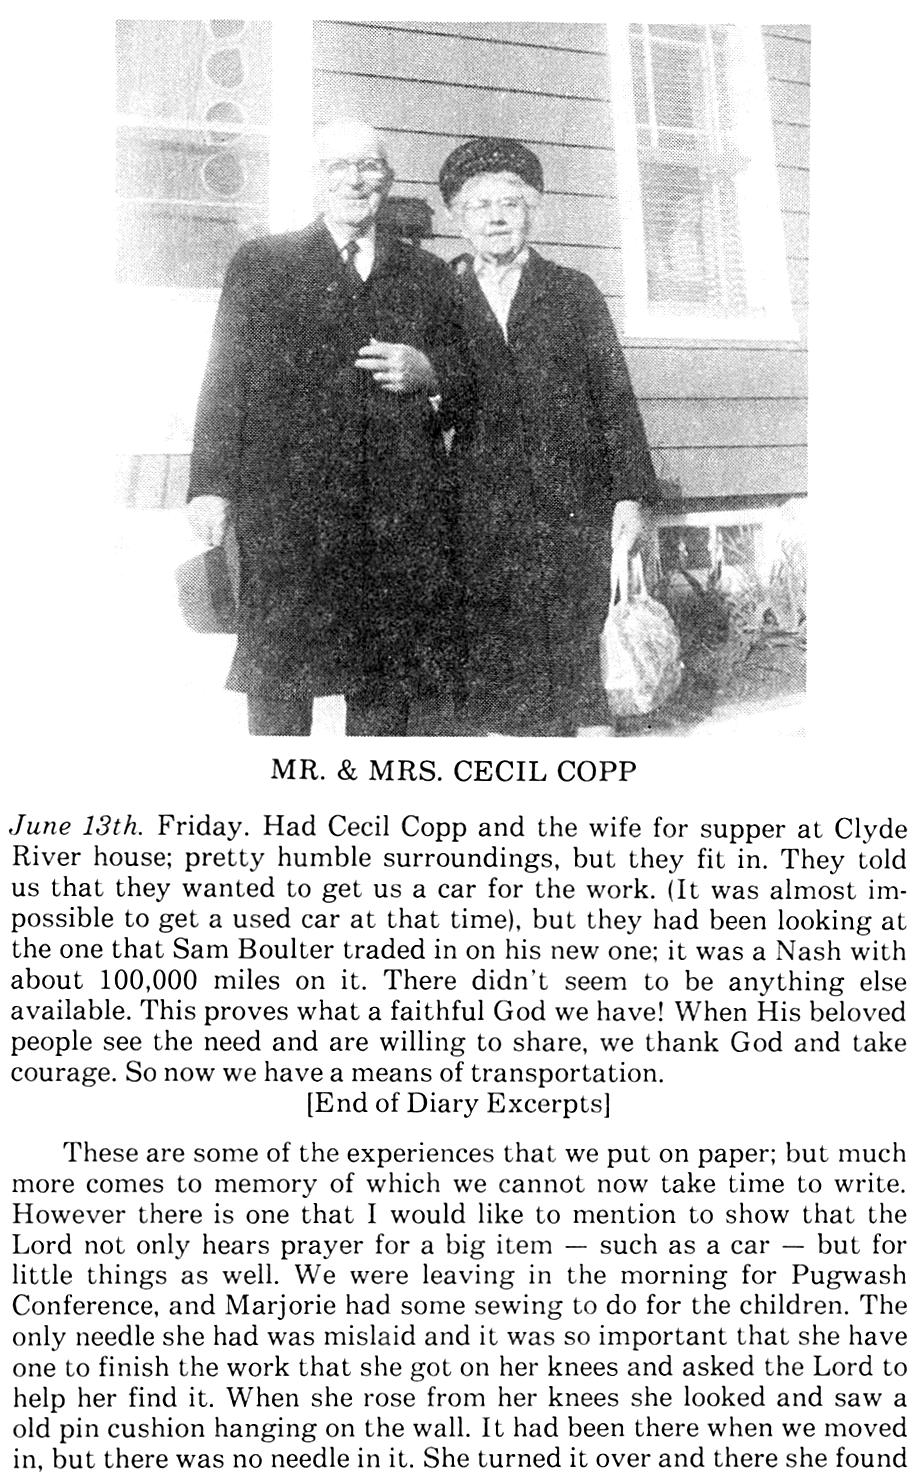 MR. & MRS. CECIL COPP
June 13th. Friday. Had Cecil Copp and the wife for supper at Clyde
River house; pretty humble surroundings, but they fit in. They told
us that they wanted to get us a car for the work. (It was almost im-
possible to get a used car at that time), but they had been looking at
the one that Sam Boulter traded in on his new one; it was a Nash with
about 100,000 miles on it. There didn't seem to be anything else
available. This proves what a faithful God we have! When His beloved
people see the need and are willing to share, we thank God and take
courage. So now we have a means of transportation.
[End of Diary Excerpts]
These are some of the experiences that we put on paper; but much
more comes to memory of which we cannot now take time to write.
However there is one that I would like to mention to show that the
Lord not only hears prayer for a big item — such as a car — but for
little things as well. We were leaving in the morning for Pugwash
Conference, and Marjorie had some sewing to do for the children. The
only needle she had was mislaid and it was so important that she have
one to finish the work that she got on her knees and asked the Lord to
help her find it. When she rose from her knees she looked and saw a
old pin cushion hanging on the wall. It had been there when we moved
in, but there was no needle in it. She turned it over and there she found